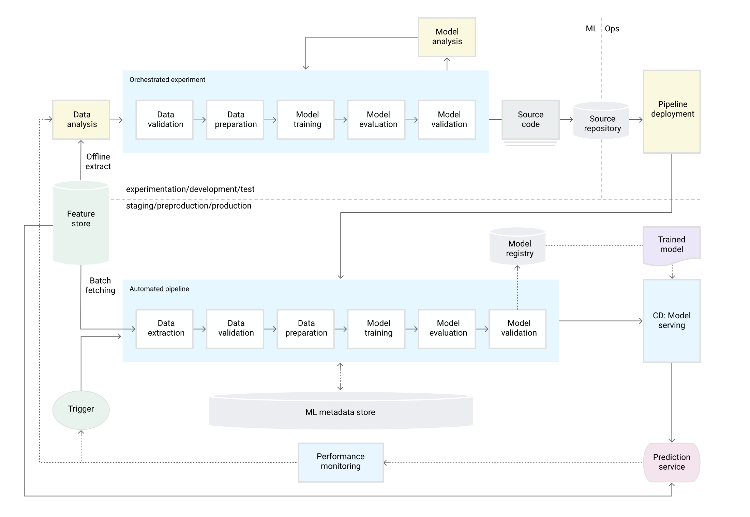 Model
analysis
ML
Ops
Orchestrated experiment
Data
analysis
Data
validation
Data
preparation
Model
training
Model
evaluation
Model
validation
Source
code
Source
repository
Pipeline
deployment
Offline
extract
experimentation/development/test
staging/preproduction/production
Feature
store
Model
registry
Trained
model
Batch
fetching
Automated pipeline
Data
extraction
Data
validation
Data
preparation
Model
training
Model
evaluation
Model
validation
CD: Model
serving
Trigger
ML metadata store
Performance
monitoring
Prediction
service